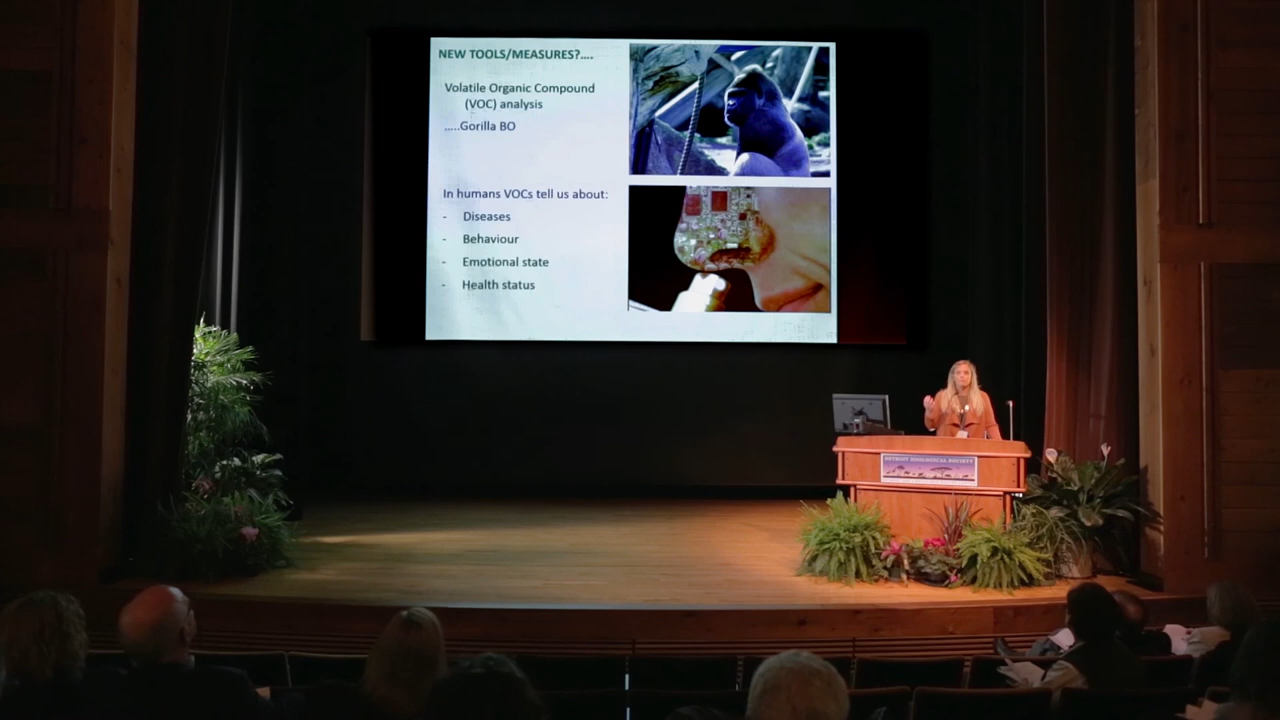 NEW TOOLS/MEASURES?....
Volatile Organic Compound
(VOC) analysis
.....Gorilla BO
In humans VOCs tell us about:
- Diseases
- Behaviour
- Emotional state
- Health status
DETROIT ZOOLOGICAL SOCIETY